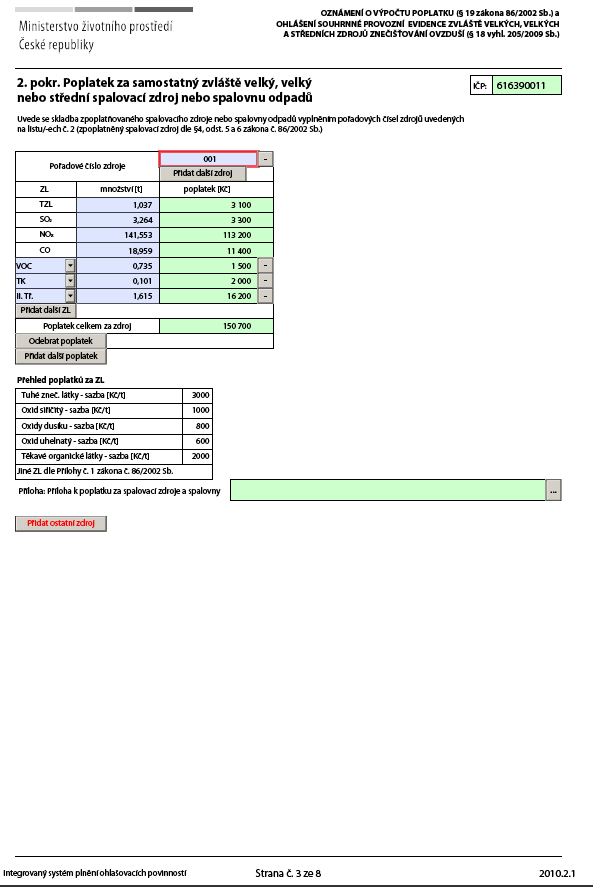 Ministerstvo životního prostředí
České republiky
OZNÁMENÍ O VÝPOČTU POPLATKU (§ 19 zákona 86/2002 Sb.) a
OHLÁŠENÍ SOUHRNNÉ PROVOZNÍ EVIDENCE ZVLÁŠTĚ VELKÝCH, VELKÝCH
A STŘEDNÍCH ZDROJŮ ZNEČIŠŤOVÁNÍ OVZDUŠÍ (§ 18 vyhl. 205/2009 Sb.)
2. pokr. Poplatek za samostatný zvláště velký, velký
nebo střední spalovací zdroj nebo spalovnu odpadů
IČP: 616390011
Uvede se skladba zpoplatňovaného spalovacího zdroje nebo spalovny odpadů vyplněním pořadových čísel zdrojů uvedených
na listu/-ech č. 2 (zpoplatněný spalovací zdroj dle §4, odst. 5 a 6 zákona č. 86/2002 Sb.)
Pořadové číslo zdroje 001 -
Přidat další zdroj
ZL množství [t] poplatek [Kč]
TZL 1,037 3 100
SO₂ 3,264 3 300
NOₓ 141,553 113 200
CO 18,959 11 400
VOC 0,735 1 500 -
TK 0,101 2 000 -
II. Tř. 1,615 16 200 -
Přidat další ZL
Poplatek celkem za zdroj 150 700
Odebrat poplatek
Přidat další poplatek
Přehled poplatků za ZL
Tuhé zneč. látky - sazba [Kč/t] 3000
Oxid siřičitý - sazba [Kč/t] 1000
Oxidy dusíku - sazba [Kč/t] 800
Oxid uhelnatý - sazba [Kč/t] 600
Těkavé organické látky - sazba [Kč/t] 2000
Jiné ZL dle Přílohy č. 1 zákona č. 86/2002 Sb.
Příloha: Příloha k poplatku za spalovací zdroje a spalovny ...
Přidat ostatní zdroj
Integrovaný systém plnění ohlašovacích povinností Strana č. 3 ze 8 2010.2.1